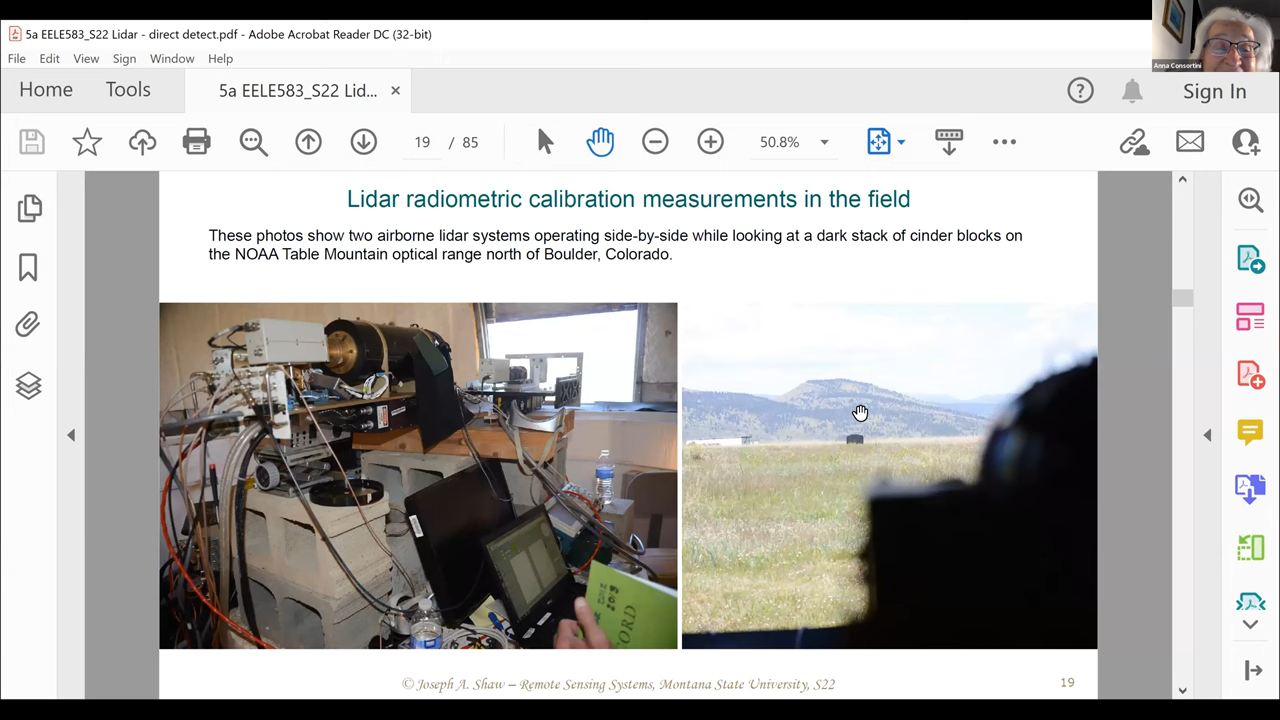 5a EELE583_S22 Lidar - direct detect.pdf - Adobe Acrobat Reader DC (32-bit)
File Edit View Sign Window Help
Anna Consortini
Home Tools 5a EELE583_S22 Lid... × Sign In
19 / 85 50.8%
Lidar radiometric calibration measurements in the field
These photos show two airborne lidar systems operating side-by-side while looking at a dark stack of cinder blocks on
the NOAA Table Mountain optical range north of Boulder, Colorado.
© Joseph A. Shaw – Remote Sensing Systems, Montana State University, S22
19